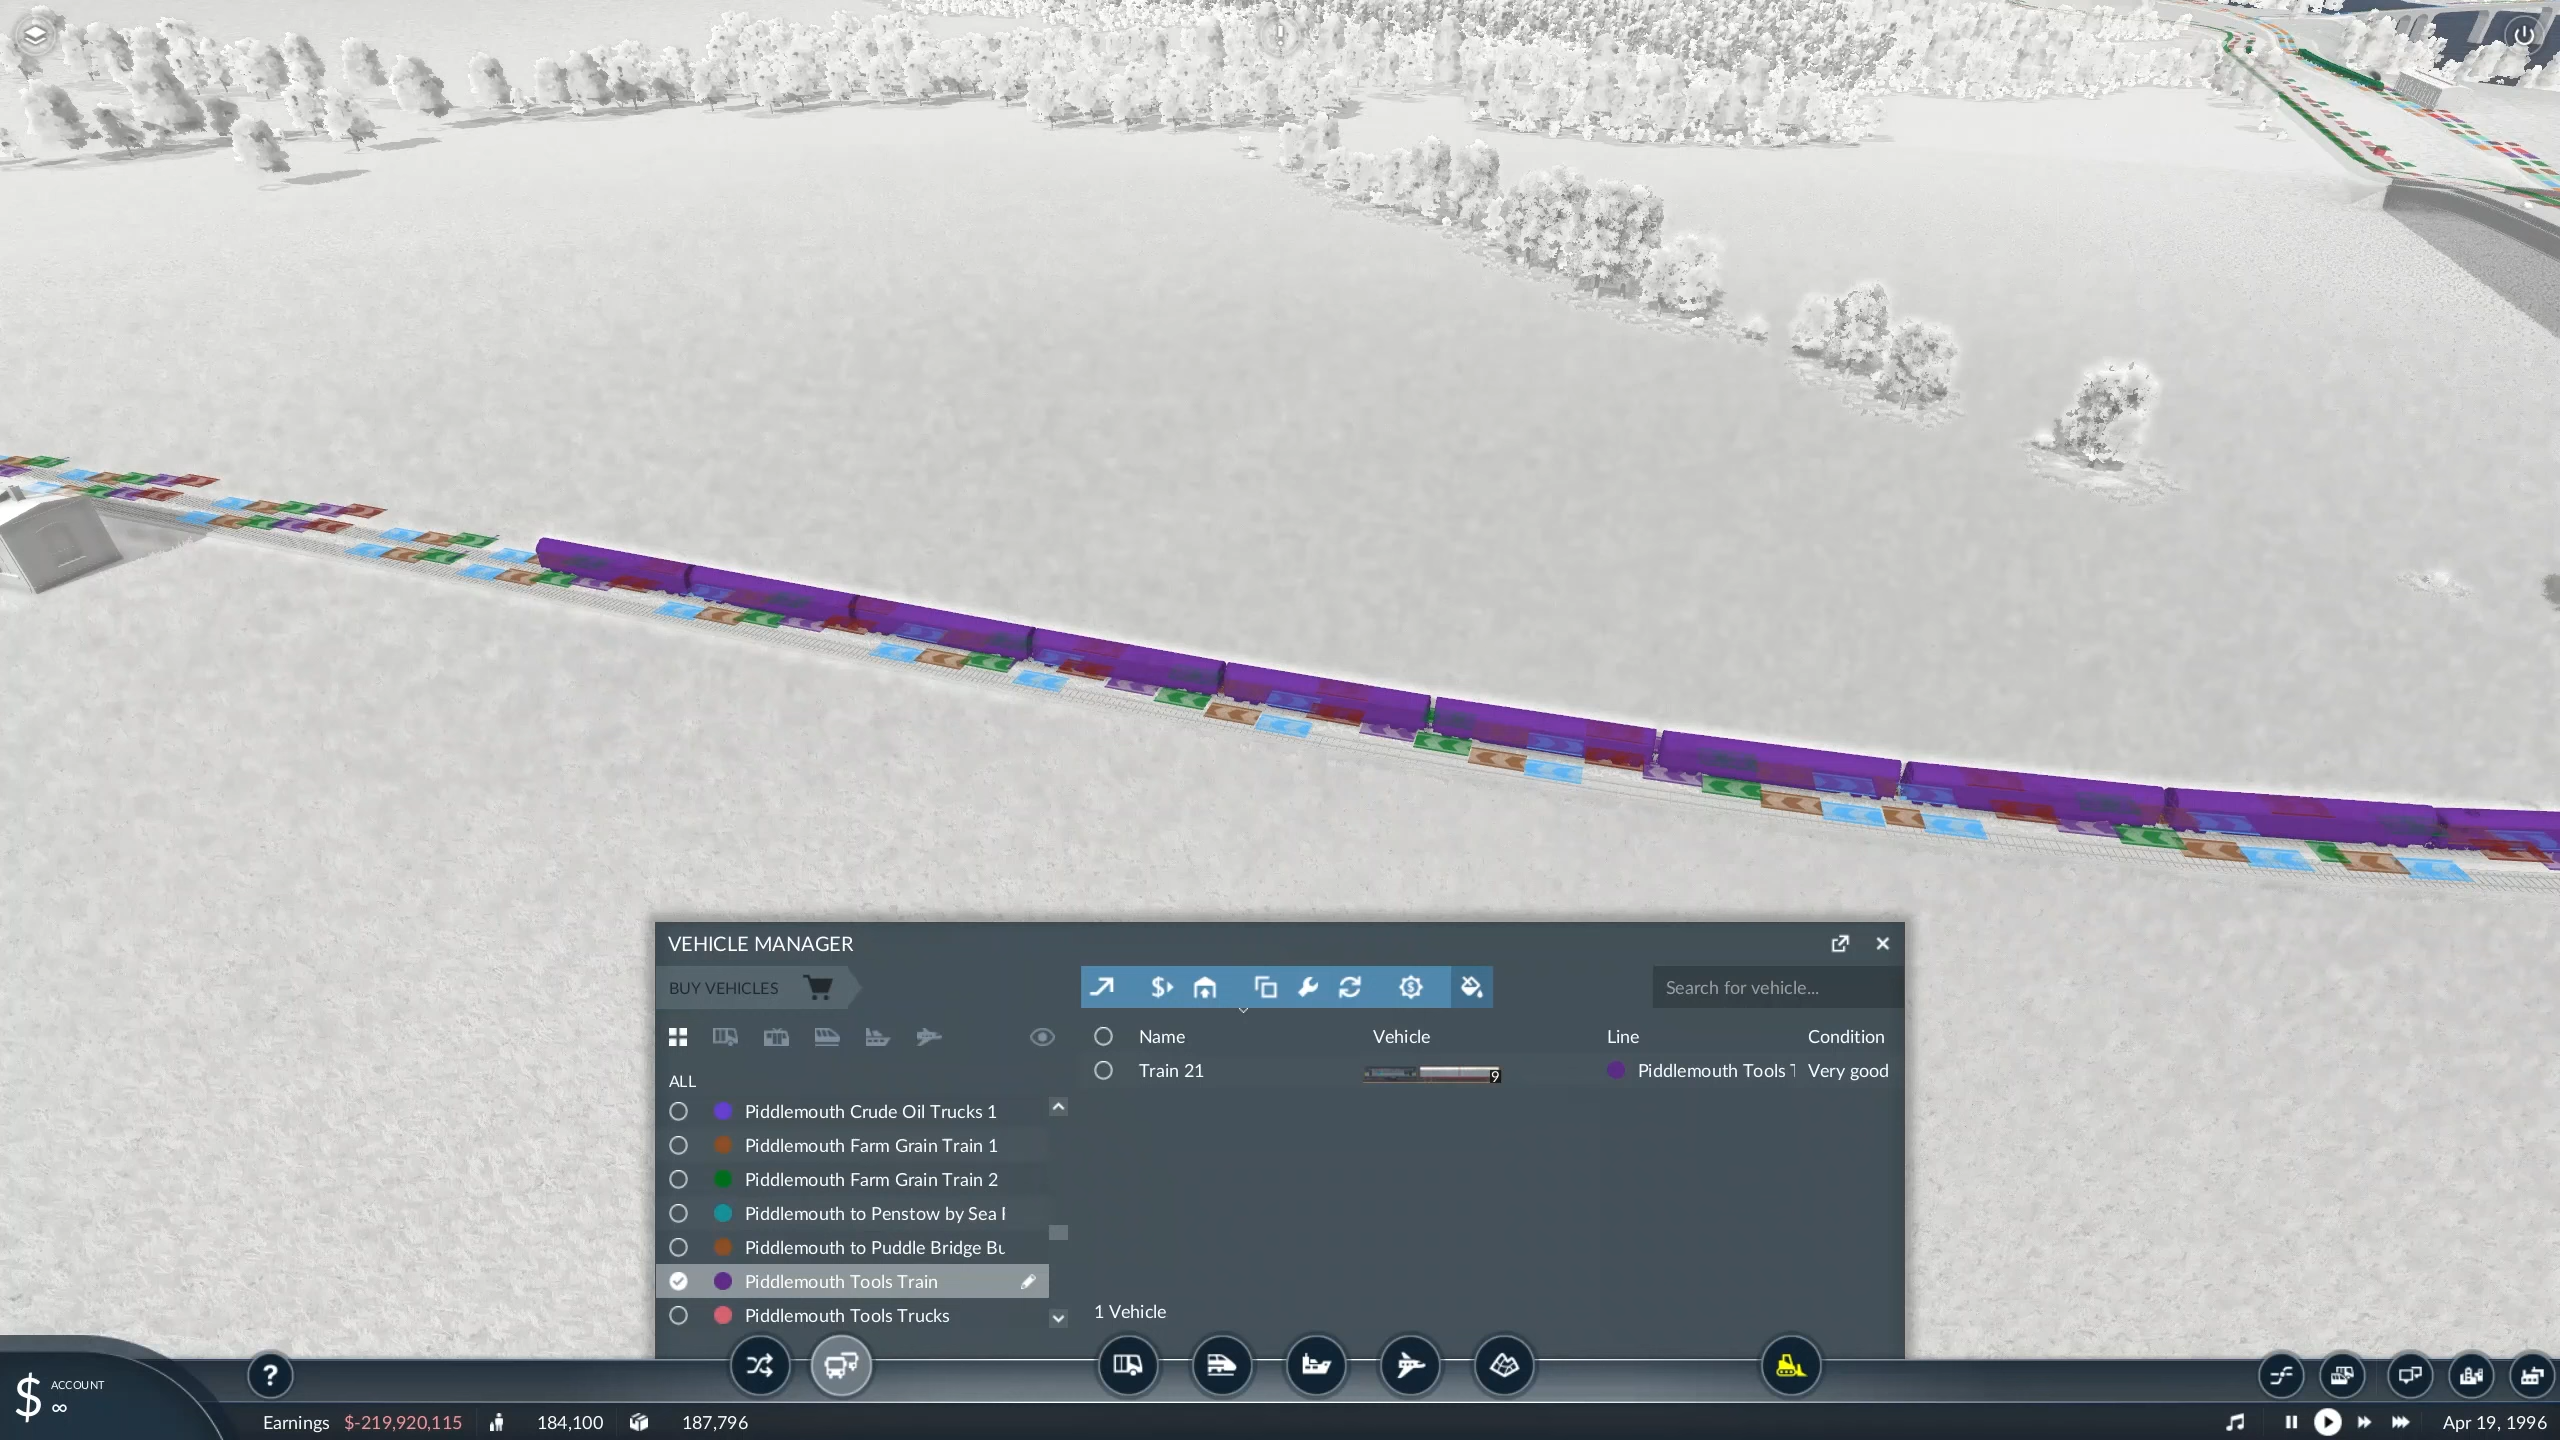 VEHICLE MANAGER
BUY VEHICLES
Search for vehicle...
Name Vehicle Line Condition
Train 21 9 Piddlemouth Tools Very good
ALL
Piddlemouth Crude Oil Trucks 1
Piddlemouth Farm Grain Train 1
Piddlemouth Farm Grain Train 2
Piddlemouth to Penstow by Sea
Piddlemouth to Puddle Bridge
Piddlemouth Tools Train
Piddlemouth Tools Trucks
1 Vehicle
$ ACCOUNT
∞
?
Earnings $-219,920,115 184,100 187,796
Apr 19, 1996